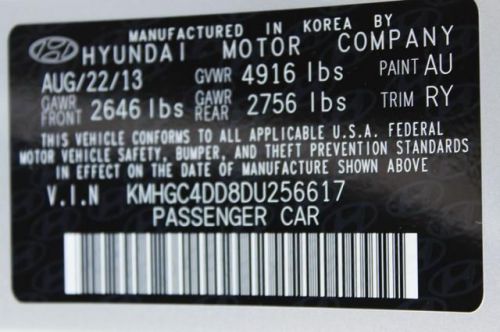 MANUFACTURED IN KOREA BY
HYUNDAI MOTOR COMPANY
AUG/22/13 GVWR 4916 lbs PAINT AU
GAWR FRONT 2646 lbs GAWR REAR 2756 lbs TRIM RY
THIS VEHICLE CONFORMS TO ALL APPLICABLE U.S.A. FEDERAL
MOTOR VEHICLE SAFETY, BUMPER, AND THEFT PREVENTION STANDARDS
IN EFFECT ON THE DATE OF MANUFACTURE SHOWN ABOVE
V.I.N KMHGC4DD8DU256617
PASSENGER CAR